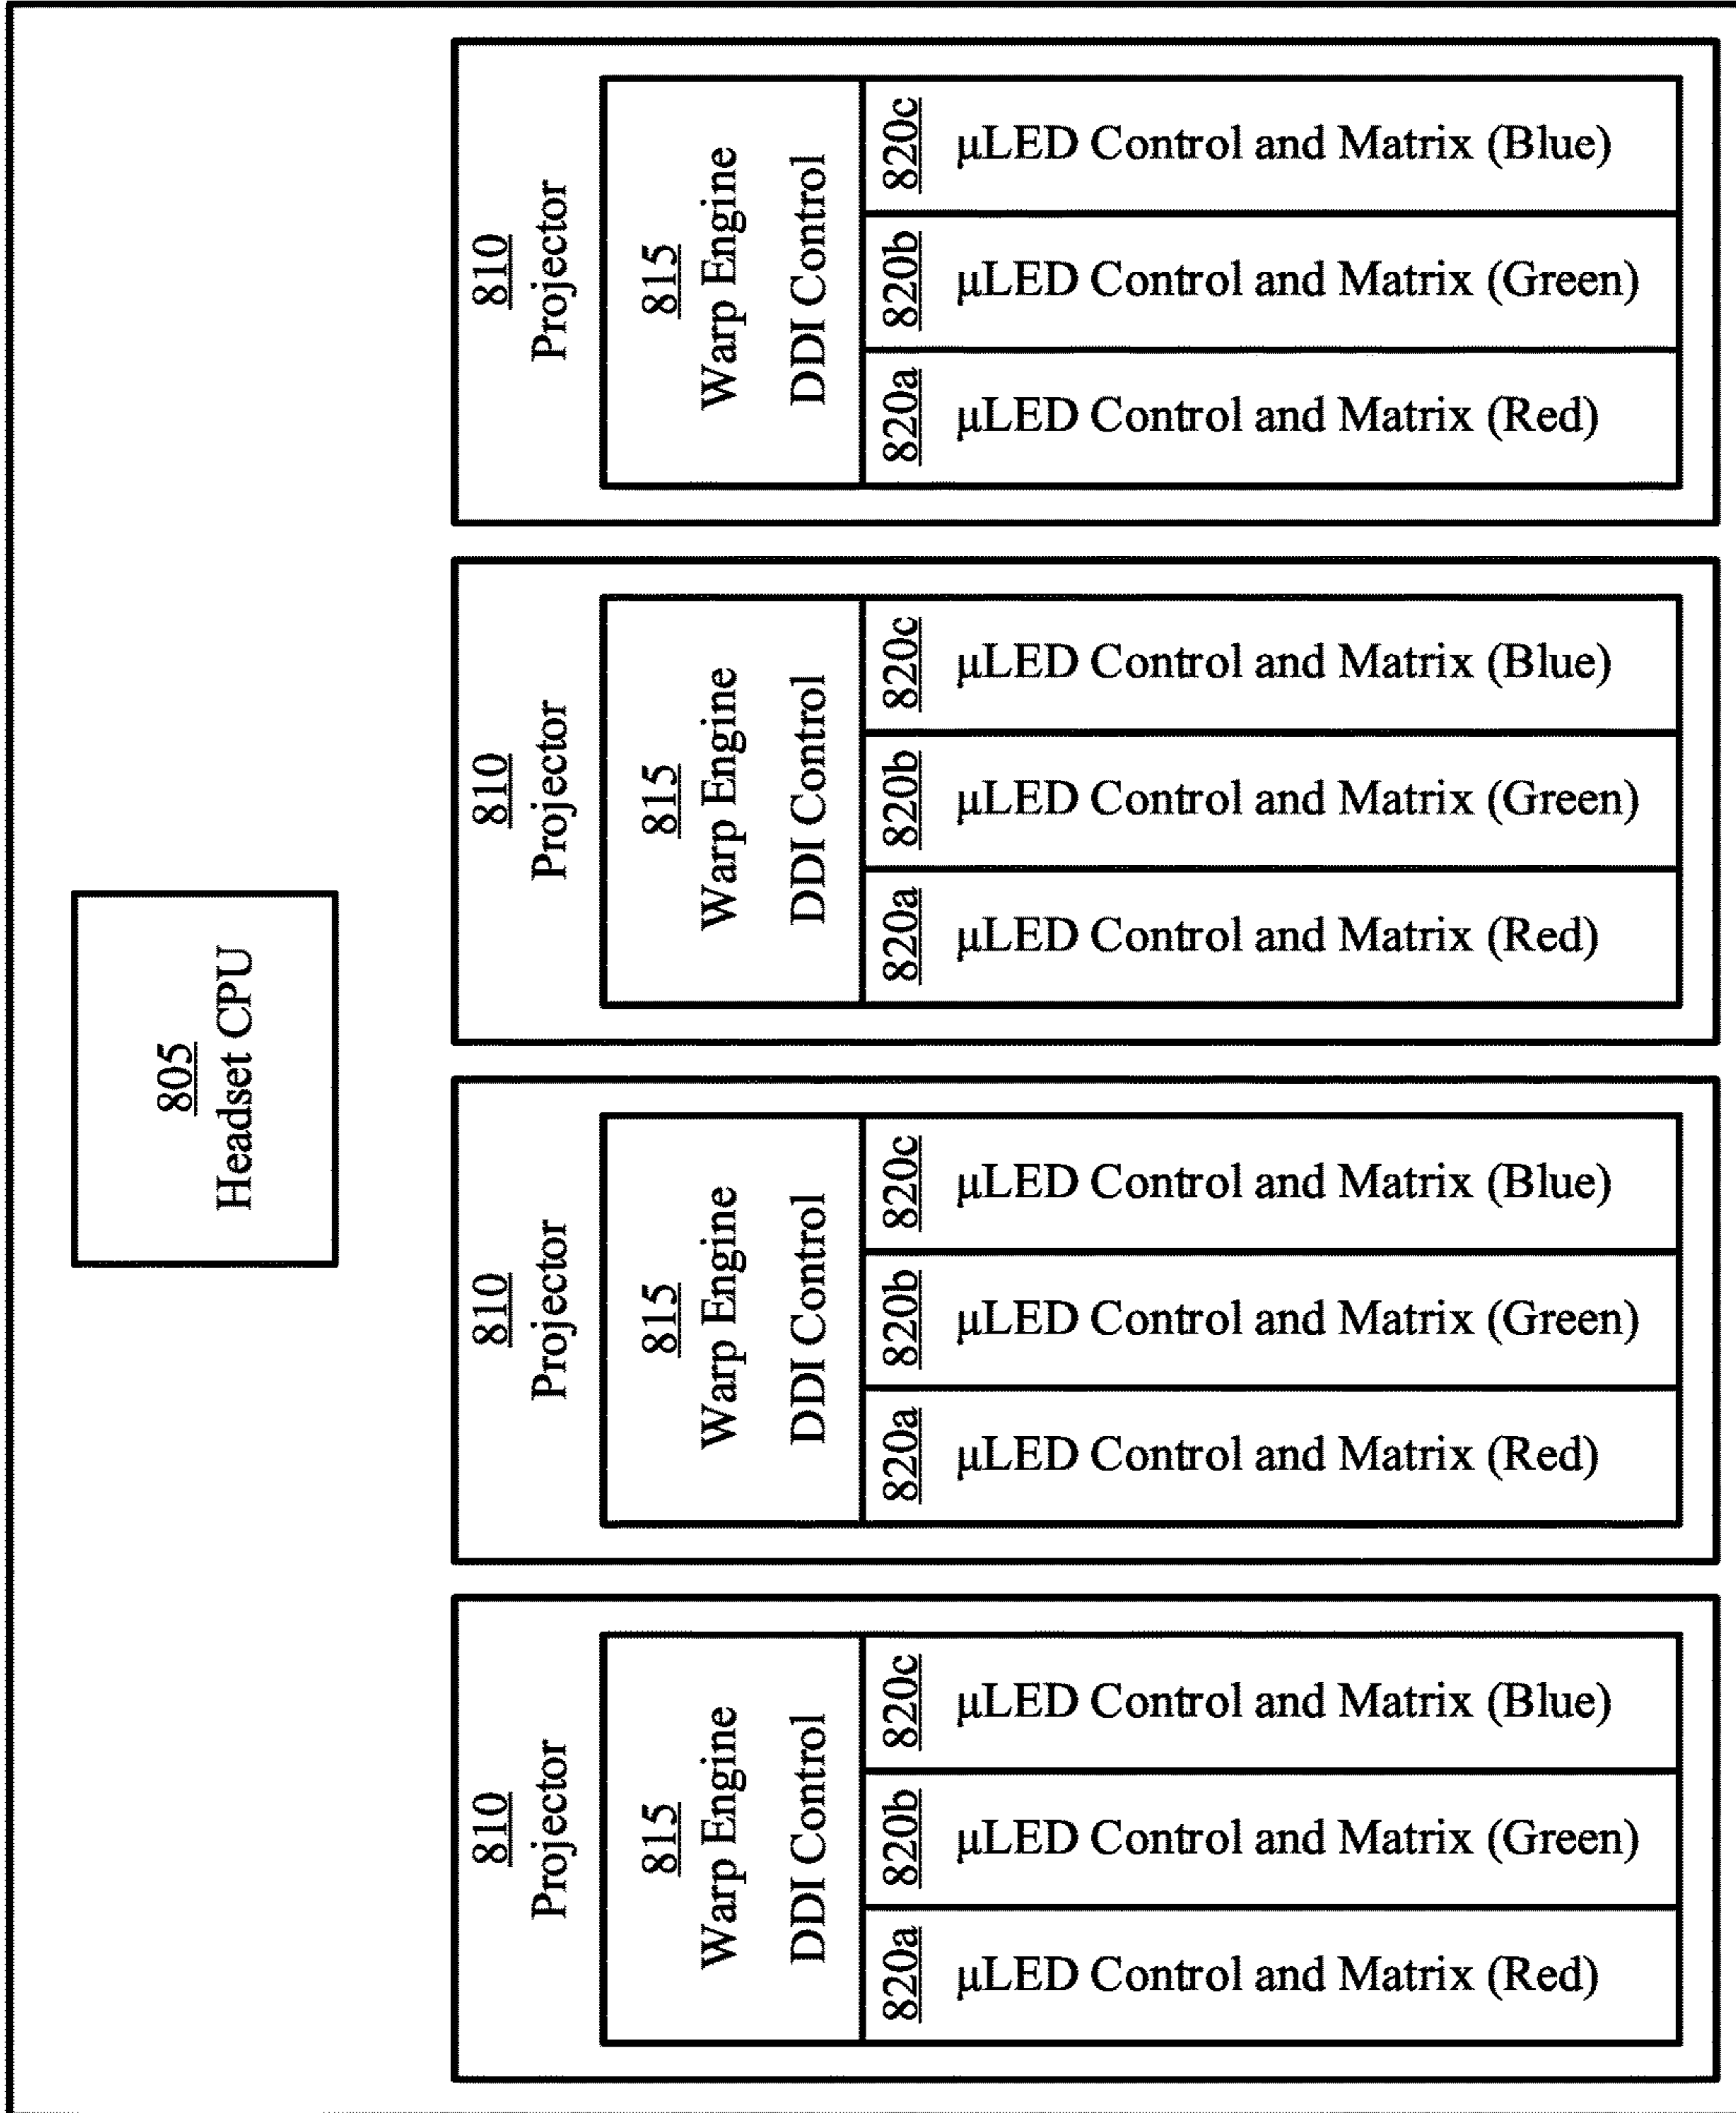 805
Headset CPU
810
Projector
815
Warp Engine
DDI Control
820a
μLED Control and Matrix (Red)
820b
μLED Control and Matrix (Green)
820c
μLED Control and Matrix (Blue)
810
Projector
815
Warp Engine
DDI Control
820a
μLED Control and Matrix (Red)
820b
μLED Control and Matrix (Green)
820c
μLED Control and Matrix (Blue)
810
Projector
815
Warp Engine
DDI Control
820a
μLED Control and Matrix (Red)
820b
μLED Control and Matrix (Green)
820c
μLED Control and Matrix (Blue)
810
Projector
815
Warp Engine
DDI Control
820a
μLED Control and Matrix (Red)
820b
μLED Control and Matrix (Green)
820c
μLED Control and Matrix (Blue)